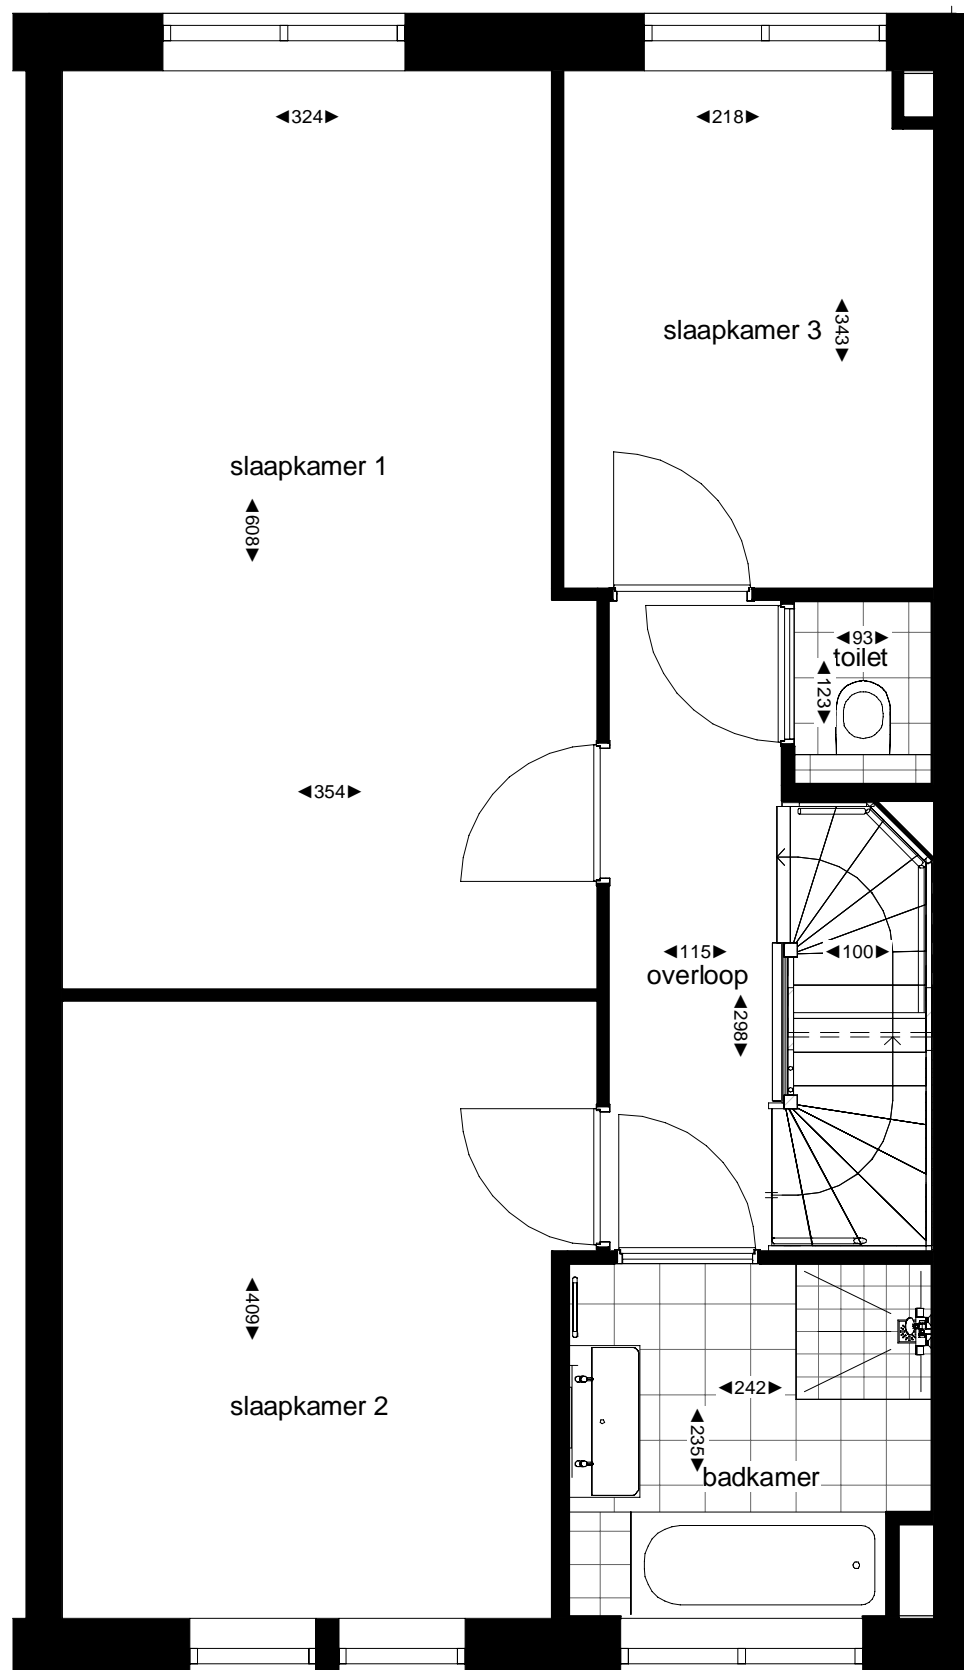 ◄324►
◄218►
slaapkamer 3
◄343►
slaapkamer 1
◄608►
◄93►
toilet
◄123►
◄354►
◄115►
◄100►
overloop
◄298►
◄409►
◄242►
slaapkamer 2
◄235►
badkamer